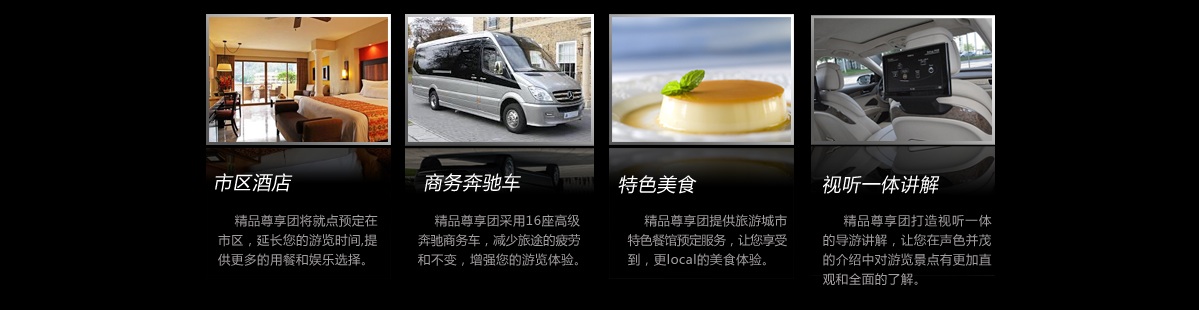 市区酒店
精品尊享团将就点预定在
市区，延长您的游览时间,提
供更多的用餐和娱乐选择。
商务奔驰车
精品尊享团采用16座高级
奔驰商务车，减少旅途的疲劳
和不变，增强您的游览体验。
特色美食
精品尊享团提供旅游城市
特色餐馆预定服务，让您享受
到，更local的美食体验。
视听一体讲解
精品尊享团打造视听一体
的导游讲解，让您在声色并茂
的介绍中对游览景点有更加直
观和全面的了解。